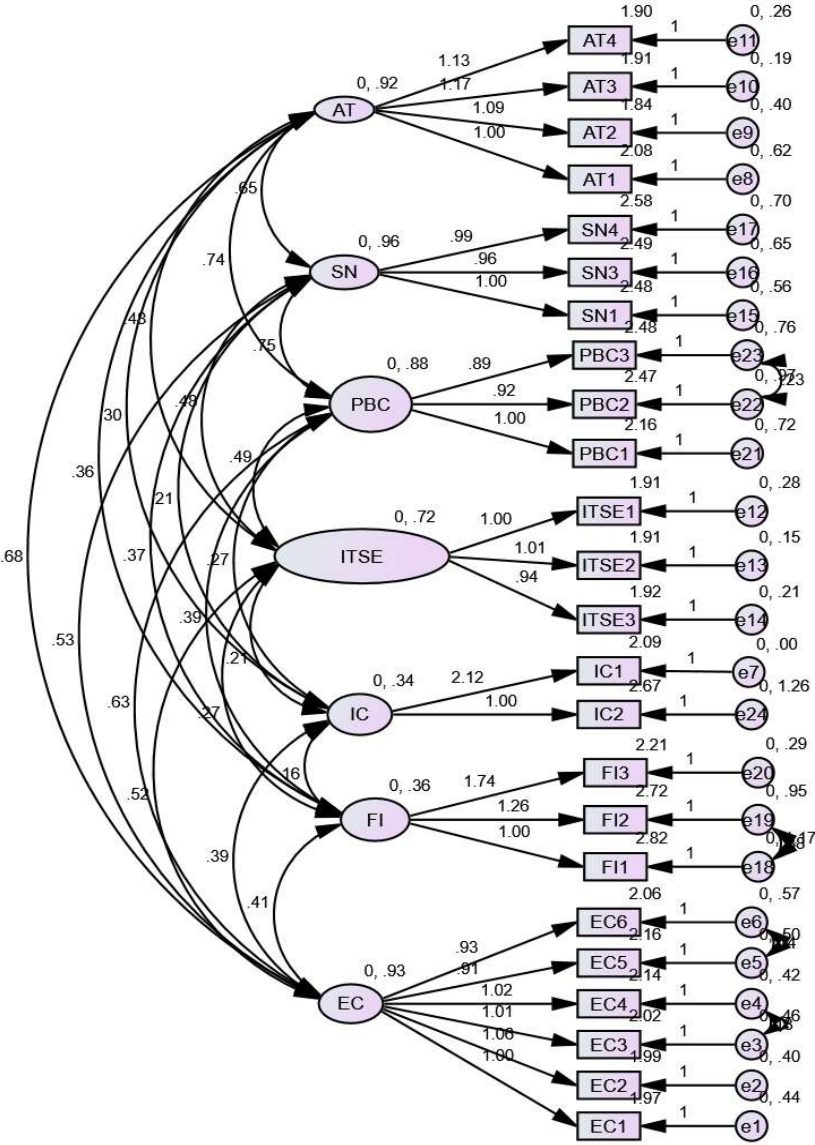 1.90
0, .26
AT4
1
e11
1.13
1.91
0, .19
AT3
1
e10
1.17
0, .92
AT
1.84
0, .40
AT2
1
e9
1.09
1.00
2.08
0, .62
AT1
1
e8
.65
2.58
0, .70
SN4
1
e17
.99
0, .96
SN
2.49
0, .65
SN3
1
e16
.96
.74
2.48
0, .56
SN1
1
e15
1.00
.48
2.48
0, .76
PBC3
1
e23
.75
0, .88
.89
2.47
PBC2
1
e22
.92
PBC
.48
2.16
0, .72
PBC1
1
e21
1.00
30
.49
.36
1.91
0, .28
ITSE1
1
e12
21
0, .72
1.00
1.91
0, .15
ITSE2
1
e13
1.01
ITSE
.68
.37
.27
.94
1.92
0, .21
ITSE3
1
e14
.39
.53
2.09
0, .00
IC1
1
e7
.21
0, .34
2.12
2.67
0, 1.26
IC2
1
e24
1.00
IC
.63
.27
2.21
0, .29
FI3
1
e20
16
0, .36
1.74
2.72
0, .95
FI2
1
e19
1.26
FI
.52
1.00
2.82
FI1
1
e18
.39
.41
2.06
0, .57
EC6
1
e6
.93
2.16
EC5
1
e5
.91
0, .93
EC
2.14
0, .42
EC4
1
e4
1.02
1.01
2.02
EC3
1
e3
1.06
1.99
0, .40
EC2
1
e2
1.00
1.97
0, .44
EC1
1
e1